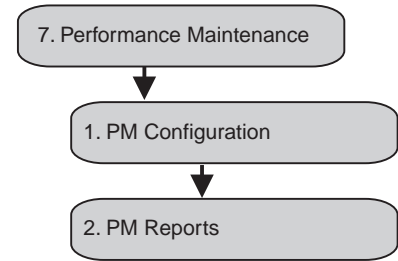 7. Performance Maintenance
1. PM Configuration
2. PM Reports